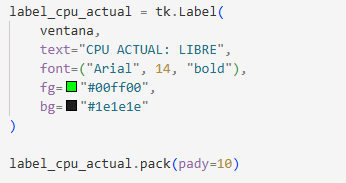 label_cpu_actual = tk.Label(
    ventana,
    text="CPU ACTUAL: LIBRE",
    font=("Arial", 14, "bold"),
    fg="#00ff00",
    bg="#1e1e1e"
)

label_cpu_actual.pack(pady=10)